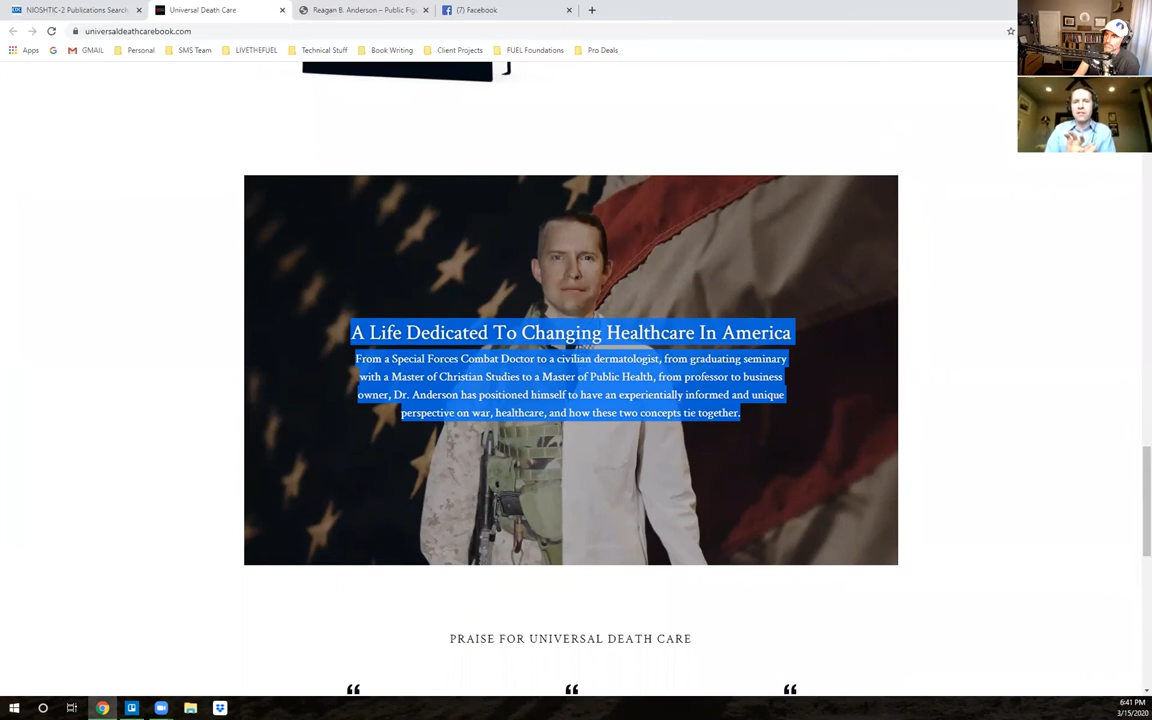 NIOSHTIC-2 Publications Search
Universal Death Care
Reagan B. Anderson – Public Fig
(7) Facebook
universaldeathcarebook.com
Apps
GMAIL
Personal
SMS Team
LIVETHEFUEL
Technical Stuff
Book Writing
Client Projects
FUEL Foundations
Pro Deals
A Life Dedicated To Changing Healthcare In America
From a Special Forces Combat Doctor to a civilian dermatologist, from graduating seminary
with a Master of Christian Studies to a Master of Public Health, from professor to business
owner, Dr. Anderson has positioned himself to have an experientially informed and unique
perspective on war, healthcare, and how these two concepts tie together.
PRAISE FOR UNIVERSAL DEATH CARE
“ “ “
6:41 PM
3/15/2020